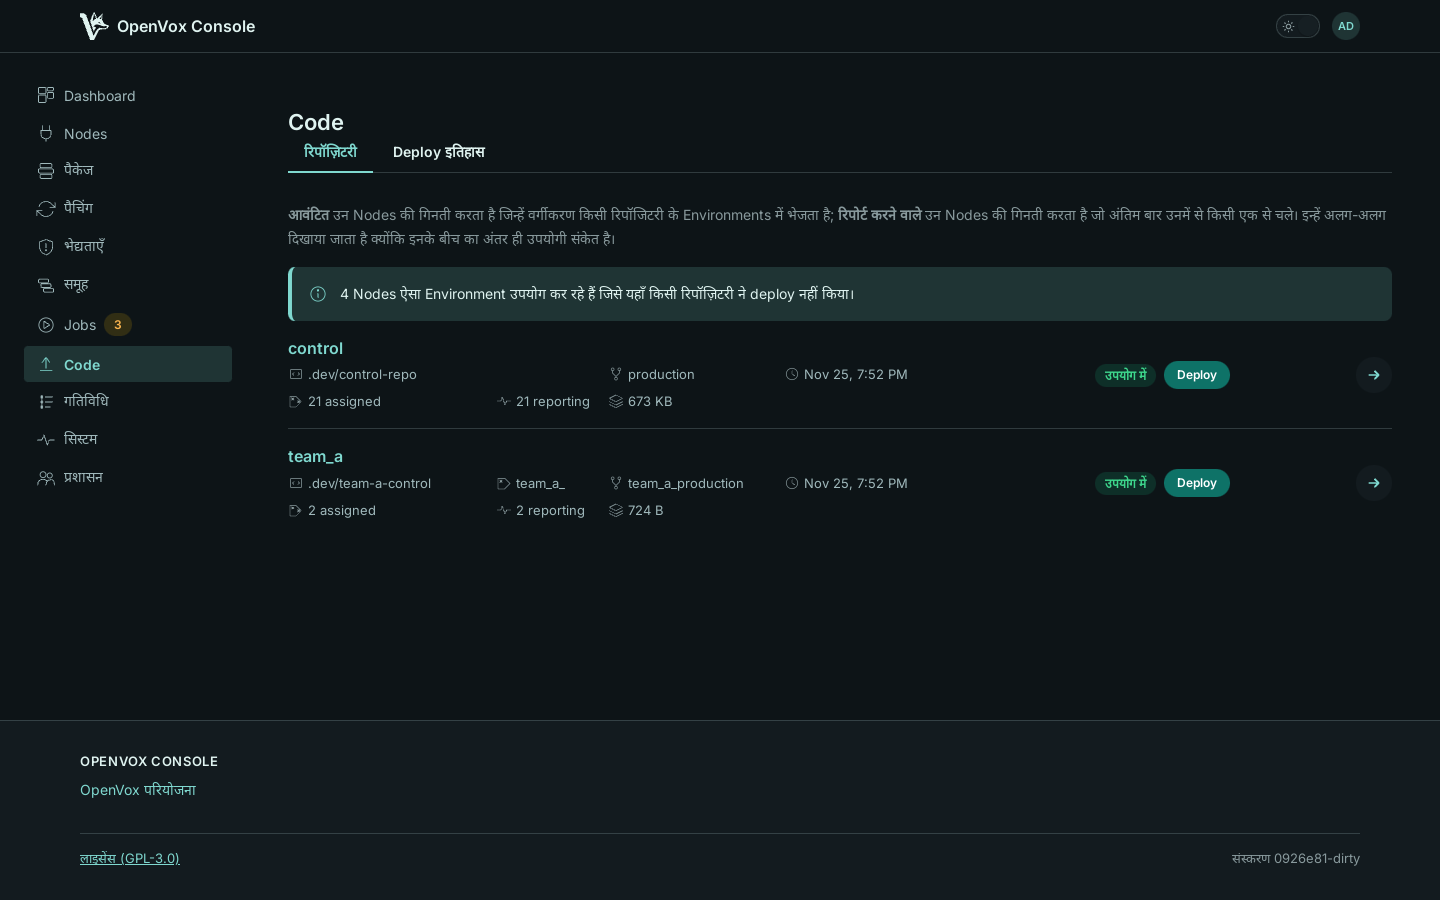 OpenVox Console
AD
Dashboard
Nodes
पैकेज
पैचिंग
भेद्यताएँ
समूह
Jobs 3
Code
गतिविधि
सिस्टम
प्रशासन
Code
रिपॉज़िटरी Deploy इतिहास
आवंटित उन Nodes की गिनती करता है जिन्हें वर्गीकरण किसी रिपॉजिटरी के Environments में भेजता है; रिपोर्ट करने वाले उन Nodes की गिनती करता है जो अंतिम बार उनमें से किसी एक से चले। इन्हें अलग-अलग
दिखाया जाता है क्योंकि इनके बीच का अंतर ही उपयोगी संकेत है।
4 Nodes ऐसा Environment उपयोग कर रहे हैं जिसे यहाँ किसी रिपॉज़िटरी ने deploy नहीं किया।
control
.dev/control-repo production Nov 25, 7:52 PM उपयोग में Deploy
21 assigned 21 reporting 673 KB
team_a
.dev/team-a-control team_a_ team_a_production Nov 25, 7:52 PM उपयोग में Deploy
2 assigned 2 reporting 724 B
OPENVOX CONSOLE
OpenVox परियोजना
लाइसेंस (GPL-3.0) संस्करण 0926e81-dirty